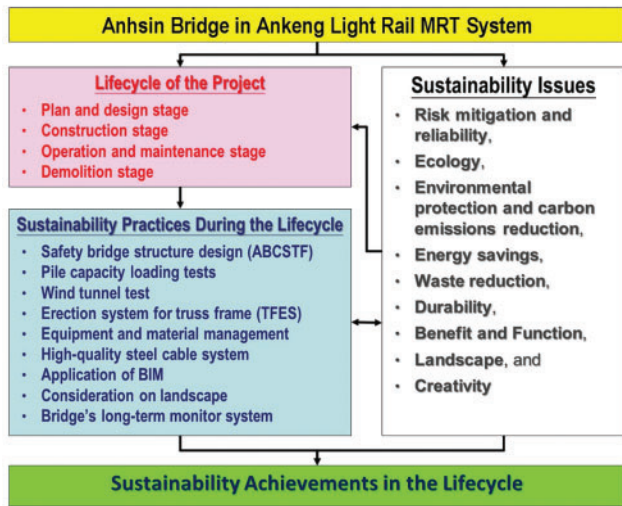 Anhsin Bridge in Ankeng Light Rail MRT System
Lifecycle of the Project
• Plan and design stage
• Construction stage
• Operation and maintenance stage
• Demolition stage
Sustainability Practices During the Lifecycle
• Safety bridge structure design (ABCSTF)
• Pile capacity loading tests
• Wind tunnel test
• Erection system for truss frame (TFES)
• Equipment and material management
• High-quality steel cable system
• Application of BIM
• Consideration on landscape
• Bridge's long-term monitor system
Sustainability Issues
• Risk mitigation and
reliability,
• Ecology,
• Environmental
protection and carbon
emissions reduction,
• Energy savings,
• Waste reduction,
• Durability,
• Benefit and Function,
• Landscape, and
• Creativity
Sustainability Achievements in the Lifecycle